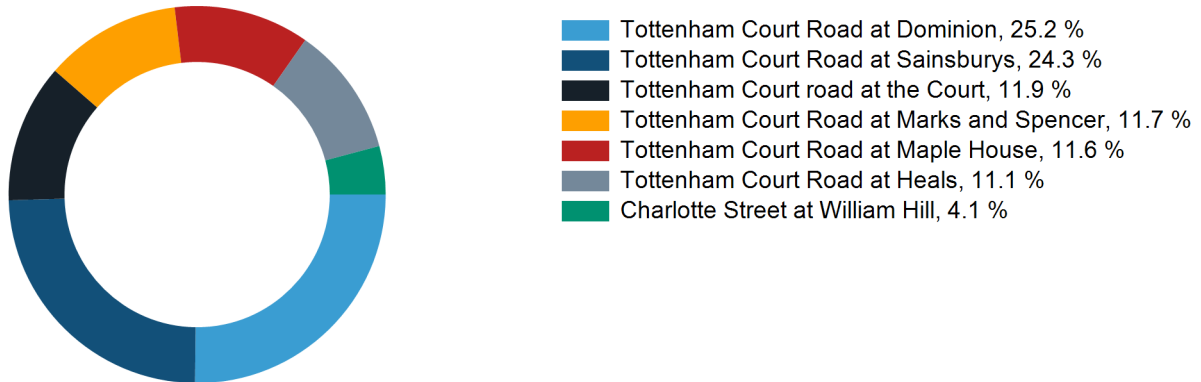 Tottenham Court Road at Dominion, 25.2 %
Tottenham Court Road at Sainsburys, 24.3 %
Tottenham Court road at the Court, 11.9 %
Tottenham Court Road at Marks and Spencer, 11.7 %
Tottenham Court Road at Maple House, 11.6 %
Tottenham Court Road at Heals, 11.1 %
Charlotte Street at William Hill, 4.1 %